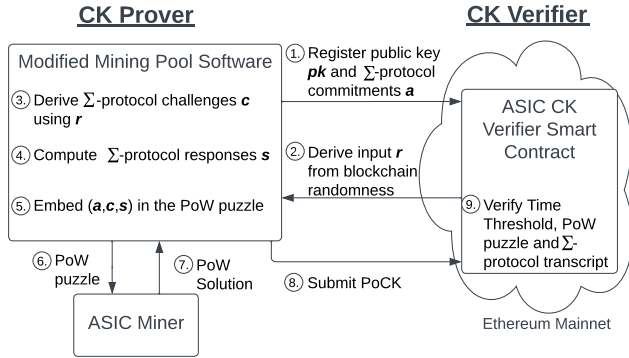 CK Prover
CK Verifier
Modified Mining Pool Software
③. Derive Σ-protocol challenges c
using r
④. Compute Σ-protocol responses s
⑤. Embed (a,c,s) in the PoW puzzle
①. Register public key
pk and Σ-protocol
commitments a
②. Derive input r
from blockchain
randomness
ASIC CK
Verifier Smart
Contract
⑨. Verify Time
Threshold, PoW
puzzle and Σ-
protocol transcript
⑥. PoW
puzzle
⑦. PoW
Solution
⑧. Submit PoCK
ASIC Miner
Ethereum Mainnet